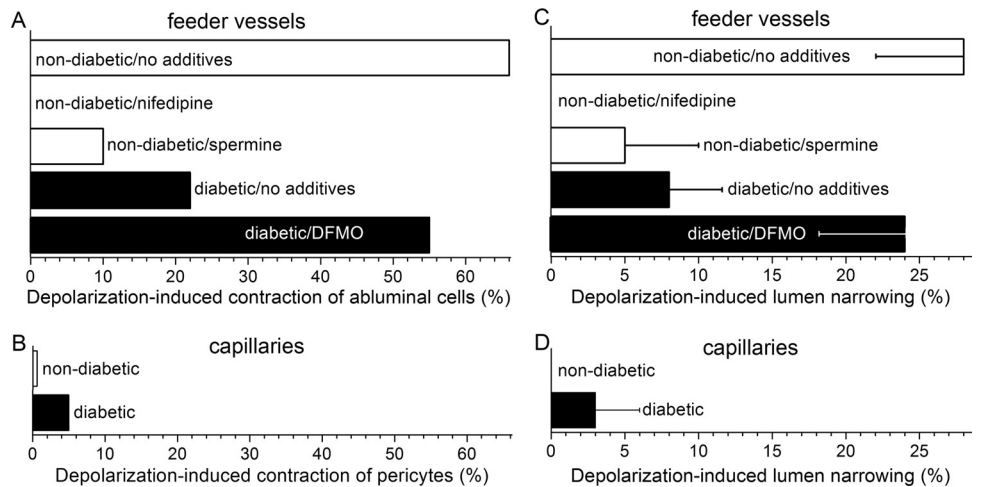 A
feeder vessels
non-diabetic/no additives
non-diabetic/nifedipine
non-diabetic/spermine
diabetic/no additives
diabetic/DFMO
0 10 20 30 40 50 60
Depolarization-induced contraction of abluminal cells (%)
B
capillaries
non-diabetic
diabetic
0 10 20 30 40 50 60
Depolarization-induced contraction of pericytes (%)
C
feeder vessels
non-diabetic/no additives
non-diabetic/nifedipine
non-diabetic/spermine
diabetic/no additives
diabetic/DFMO
0 5 10 15 20 25
Depolarization-induced lumen narrowing (%)
D
capillaries
non-diabetic
diabetic
0 5 10 15 20 25
Depolarization-induced lumen narrowing (%)